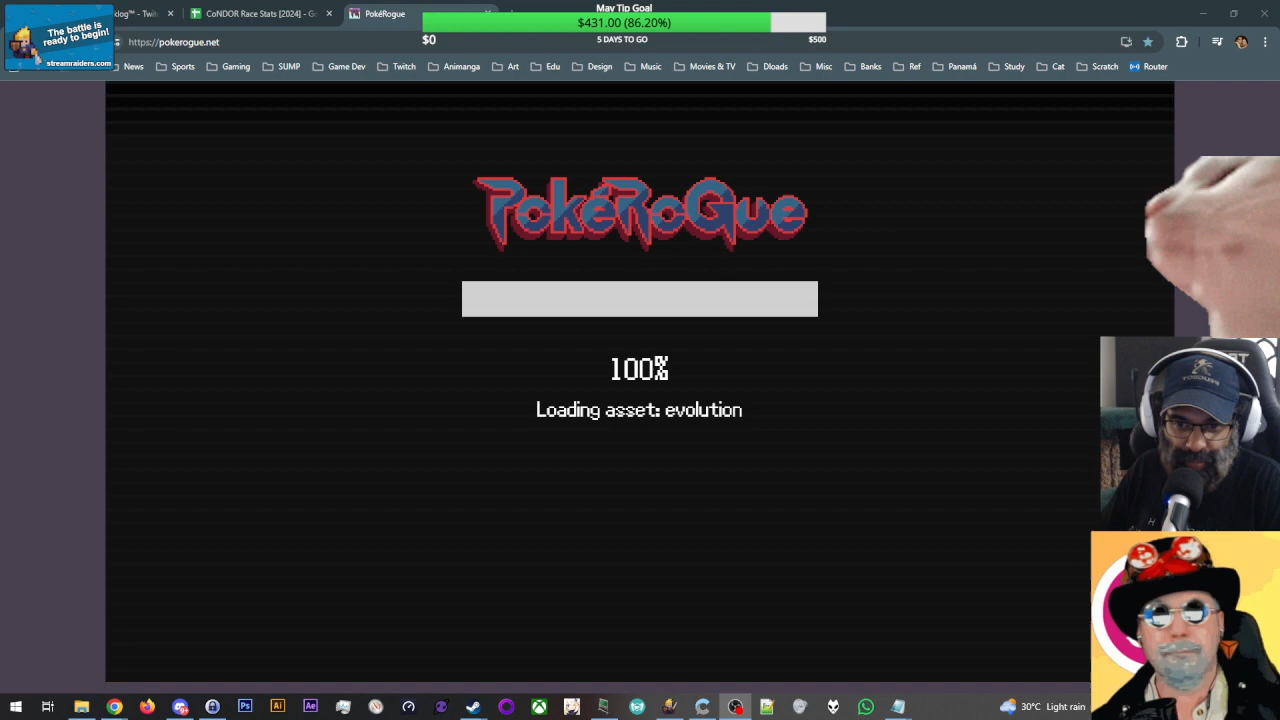 The battle is
ready to begin!
streamraiders.com
CoNDOR Race Stats [2024] - Go
PokéRogue
May Tip Goal
$431.00 (86.20%)
$0
5 DAYS TO GO
$500
https://pokerogue.net
News
Sports
Gaming
SUMP
Game Dev
Twitch
Animanga
Art
Edu
Design
Music
Movies & TV
Dloads
Misc
Banks
Ref
Panamá
Study
Cat
Scratch
Router
PokéRoGue
100%
Loading asset: evolution
30°C Light rain